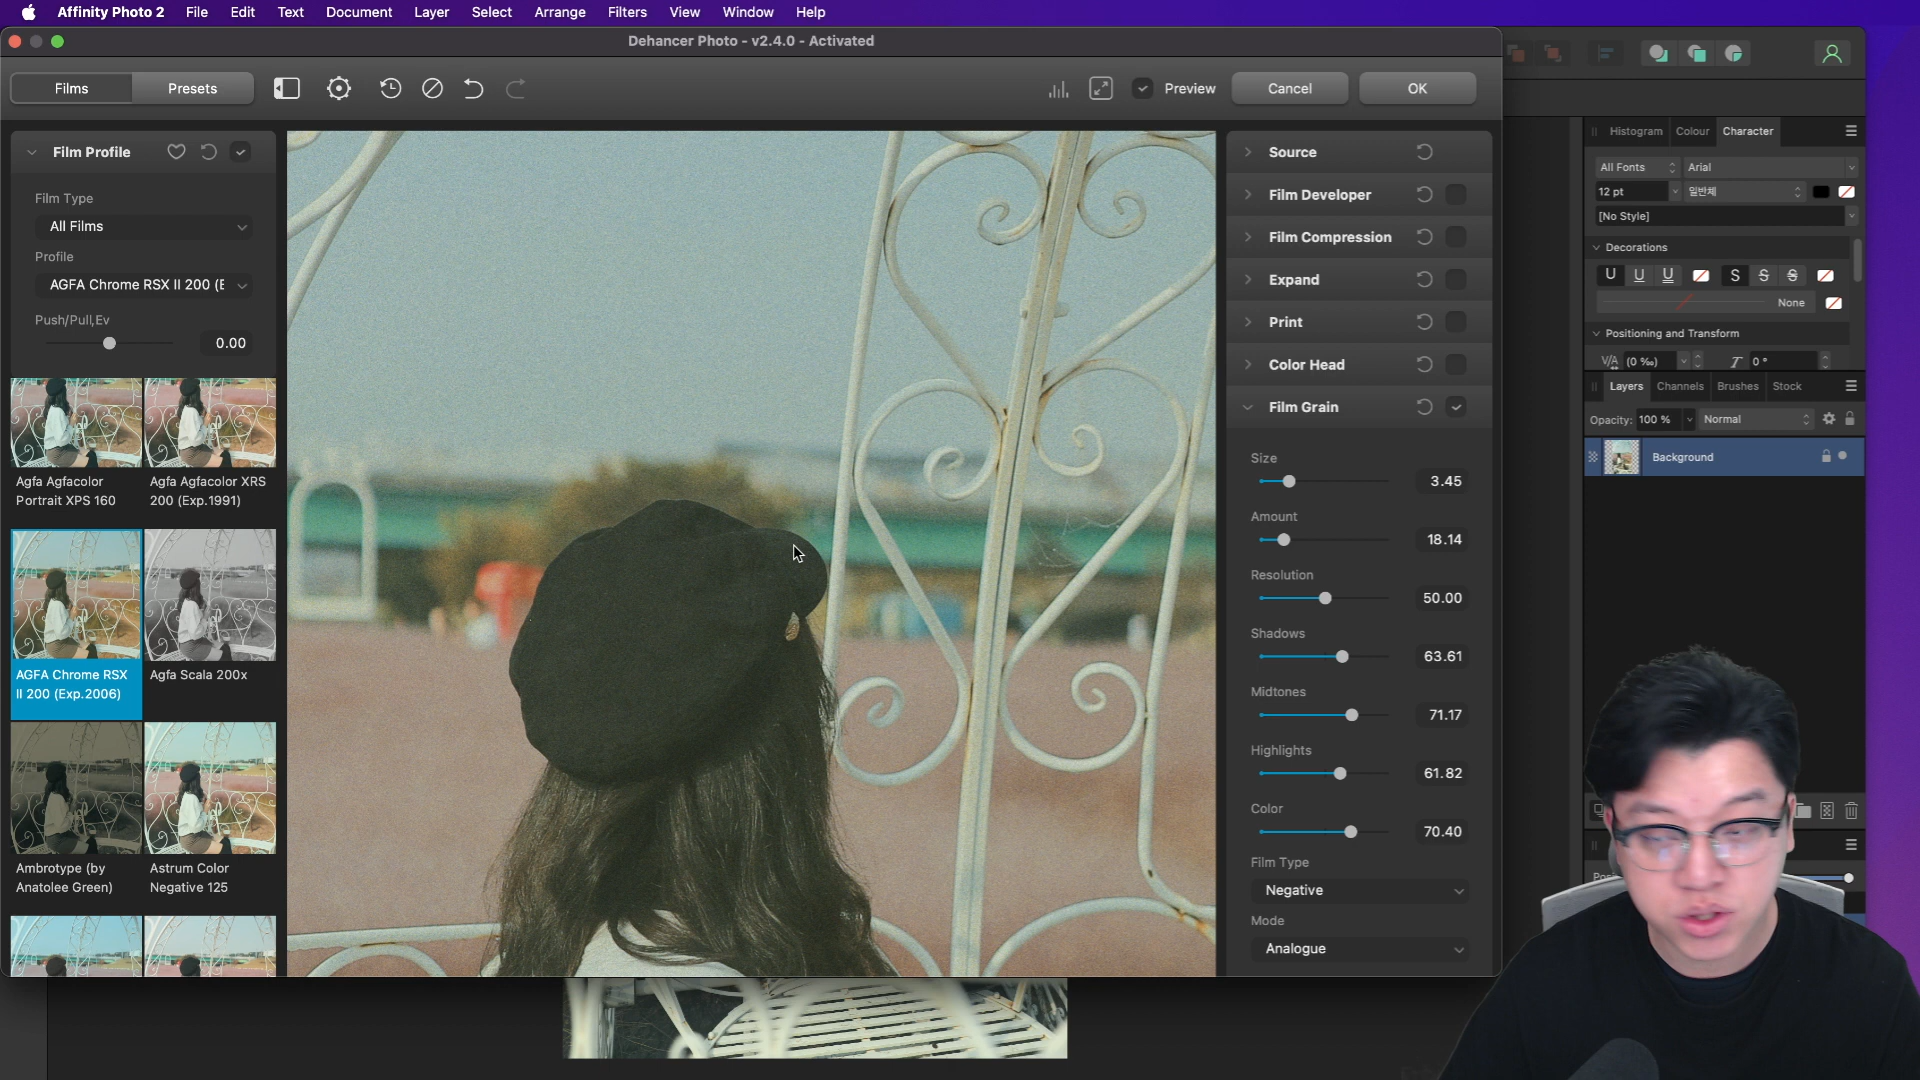 Affinity Photo 2 File Edit Text Document Layer Select Arrange Filters View Window Help
Dehancer Photo - v2.4.0 - Activated
Films Presets Preview Cancel OK
Film Profile
Film Type
All Films
Profile
AGFA Chrome RSX II 200 (E
Push/Pull,Ev
0.00
Agfa Agfacolor
Portrait XPS 160
Agfa Agfacolor XRS
200 (Exp.1991)
AGFA Chrome RSX
II 200 (Exp.2006)
Agfa Scala 200x
Ambrotype (by
Anatolee Green)
Astrum Color
Negative 125
Source
Film Developer
Film Compression
Expand
Print
Color Head
Film Grain
Size
3.45
Amount
18.14
Resolution
50.00
Shadows
63.61
Midtones
71.17
Highlights
61.82
Color
70.40
Film Type
Negative
Mode
Analogue
Histogram Colour Character
All Fonts Arial
12 pt 일반체
[No Style]
Decorations
U U U S S S
None
Positioning and Transform
V/A (0 ‰) T 0 °
Layers Channels Brushes Stock
Opacity: 100 % Normal
Background